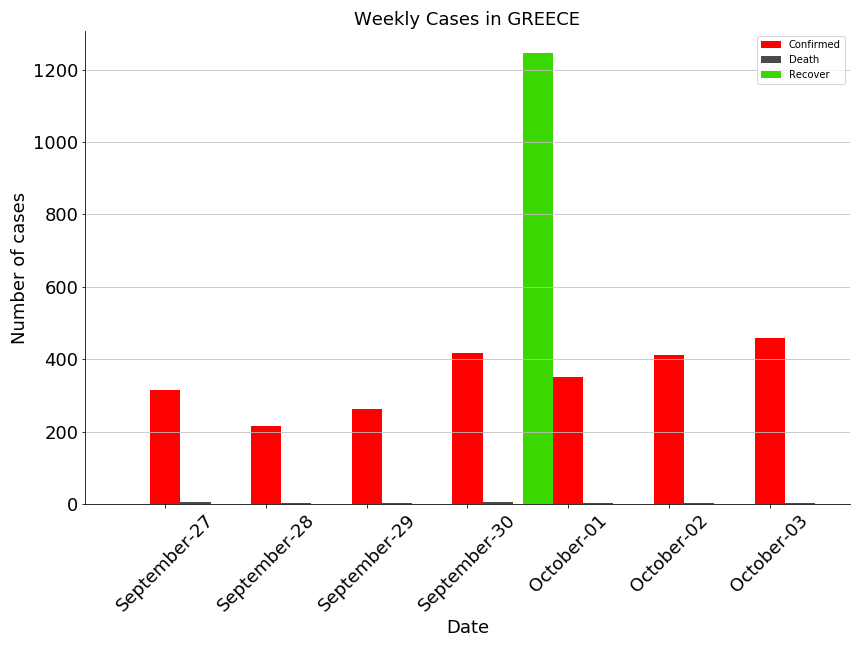 Weekly Cases in GREECE
Confirmed
Death
Recover
Number of cases
1200
1000
800
600
400
200
0
September-27
September-28
September-29
September-30
October-01
October-02
October-03
Date